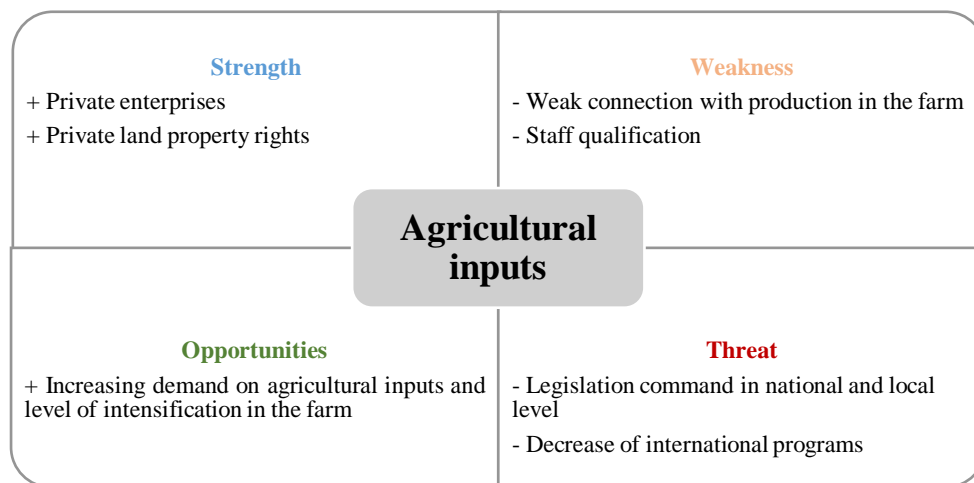 Strength
+ Private enterprises
+ Private land property rights
Weakness
- Weak connection with production in the farm
- Staff qualification
Agricultural
inputs
Opportunities
+ Increasing demand on agricultural inputs and
level of intensification in the farm
Threat
- Legislation command in national and local
level
- Decrease of international programs